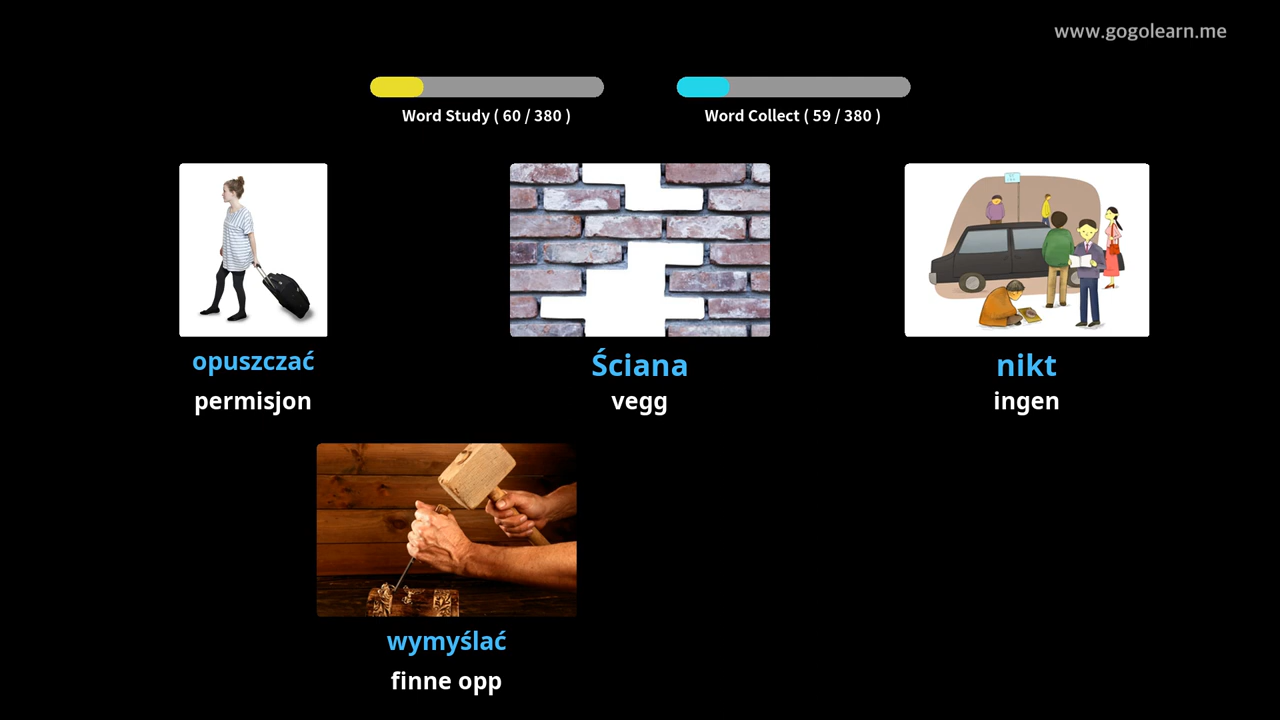 www.gogolearn.me
Word Study ( 60 / 380 )
Word Collect ( 59 / 380 )
opuszczać
permisjon
Ściana
vegg
nikt
ingen
wymyślać
finne opp